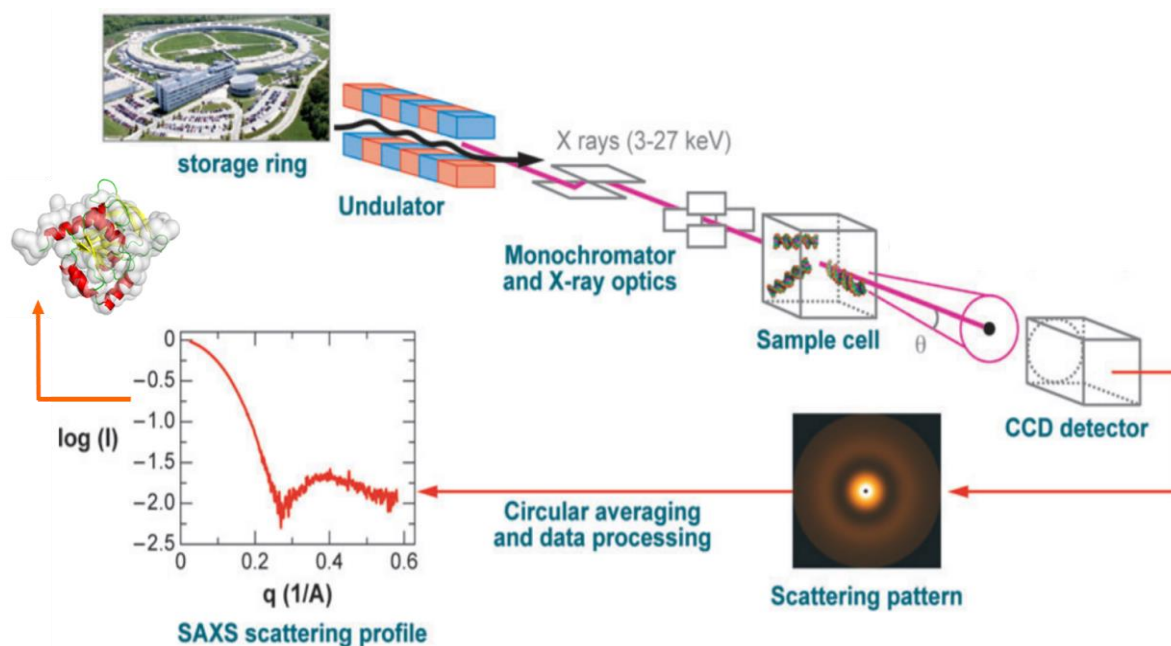 storage ring
Undulator
X rays (3-27 keV)
Monochromator
and X-ray optics
Sample cell
θ
CCD detector
0
−0.5
−1.0
−1.5
−2.0
−2.5
log (I)
0
0.2
0.4
0.6
q (1/A)
SAXS scattering profile
Circular averaging
and data processing
Scattering pattern